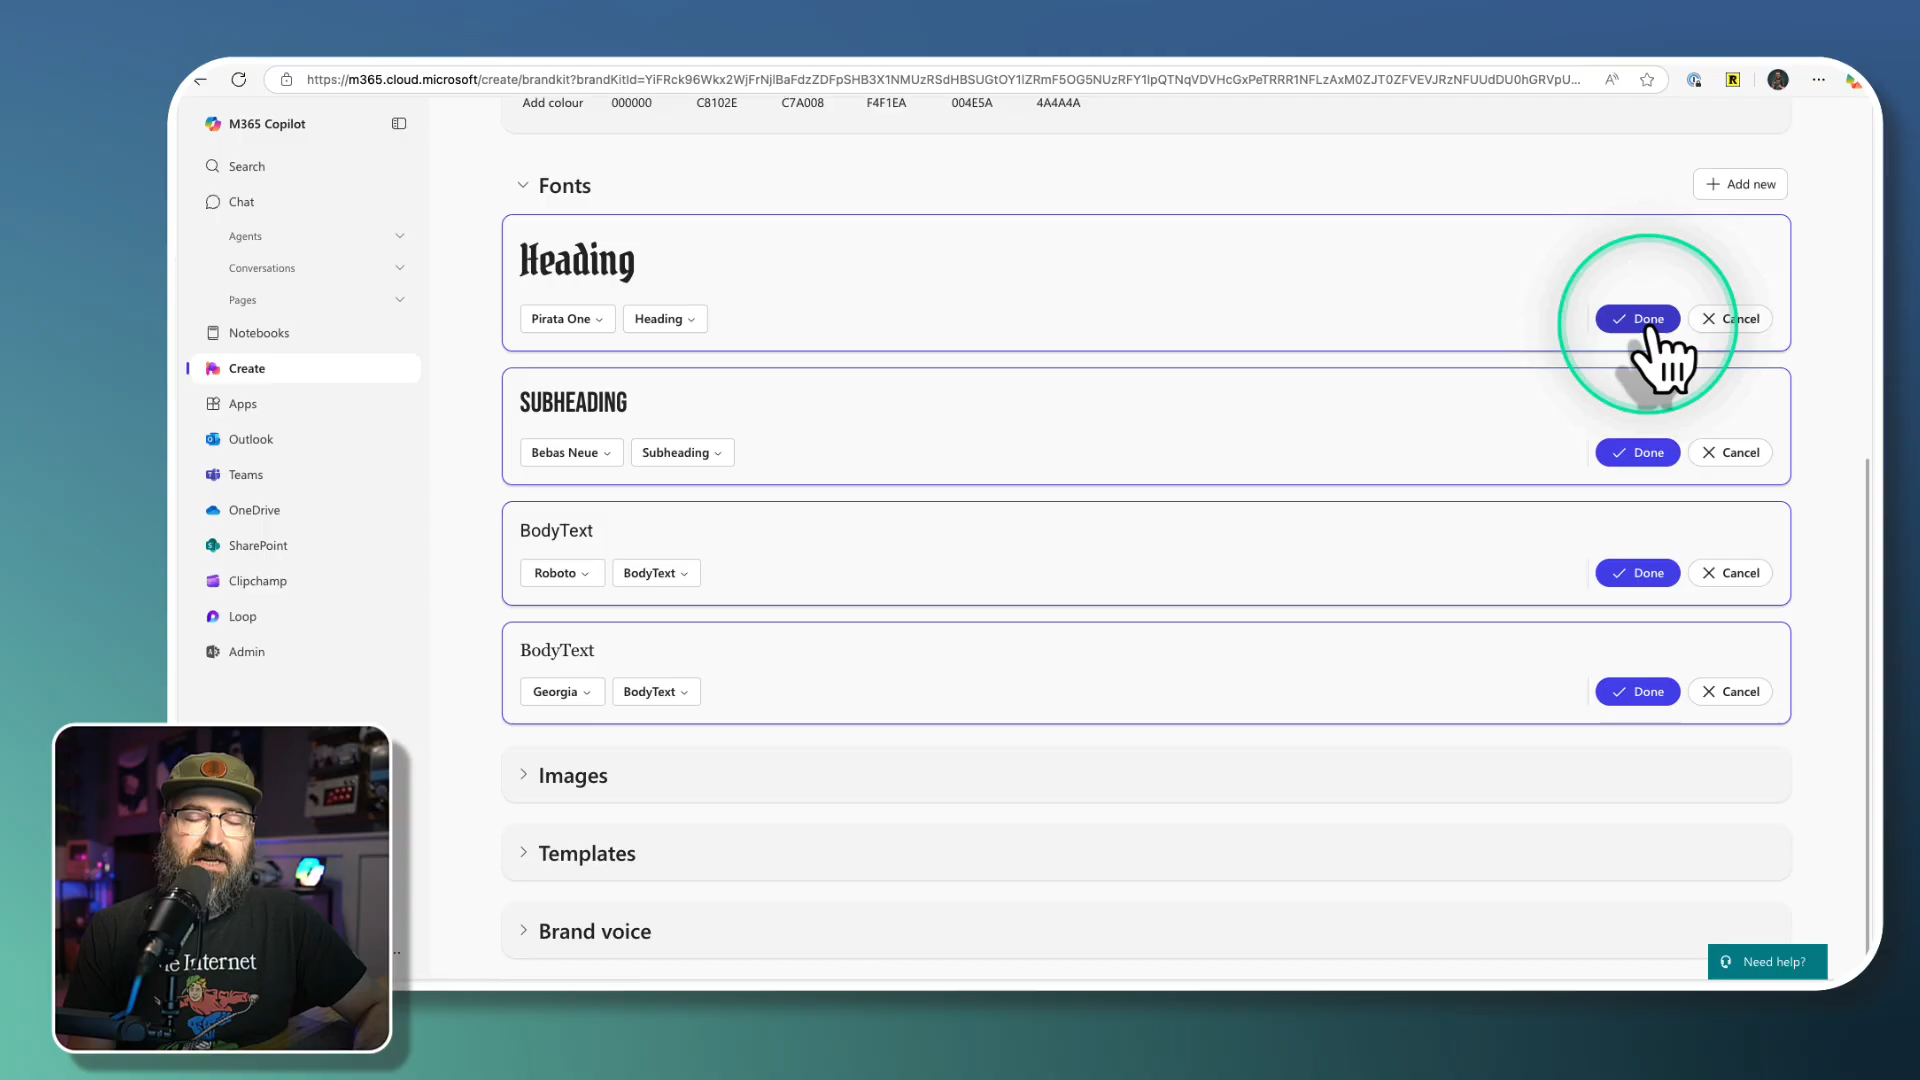 https://m365.cloud.microsoft/create/brandkit?brandKitId=YiFRck96Wkx2WjFrNjlBaFdzZDFpSHB3X1NMUzRSdHBSUGtOY1lZRmF5OG5NUzRFY1lpQTNqVDVHcGxPeTRRR1NFLzAxM0ZJT0ZFVEVJRzNFUUdDU0hGRVpU...
M365 Copilot
Search
Chat
Agents
Conversations
Pages
Notebooks
Create
Apps
Outlook
Teams
OneDrive
SharePoint
Clipchamp
Loop
Admin
Add colour 000000 C8102E C7A008 F4F1EA 004E5A 4A4A4A
Fonts
Add new
Heading
Pirata One Heading
Done Cancel
SUBHEADING
Bebas Neue Subheading
Done Cancel
BodyText
Roboto BodyText
Done Cancel
BodyText
Georgia BodyText
Done Cancel
Images
Templates
Brand voice
Need help?
Internet